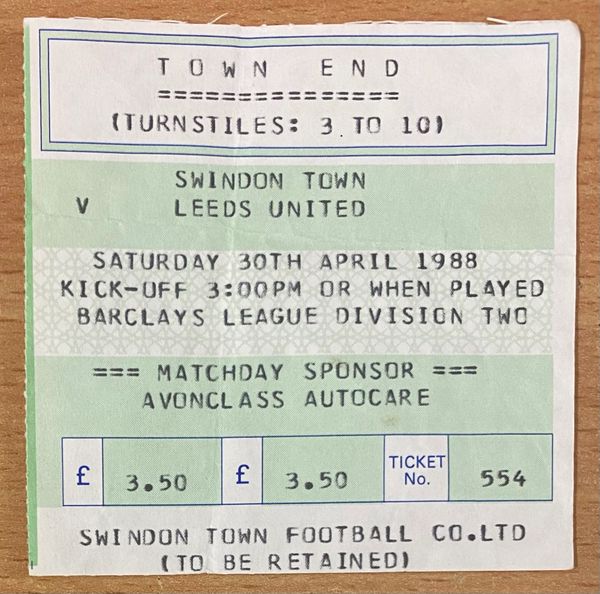 TOWN END
===============
(TURNSTILES: 3 TO 10)
SWINDON TOWN
V LEEDS UNITED
SATURDAY 30TH APRIL 1988
KICK-OFF 3:00PM OR WHEN PLAYED
BARCLAYS LEAGUE DIVISION TWO
=== MATCHDAY SPONSOR ===
AVONCLASS AUTOCARE
£ 3.50 £ 3.50 TICKET No. 554
SWINDON TOWN FOOTBALL CO.LTD
(TO BE RETAINED)